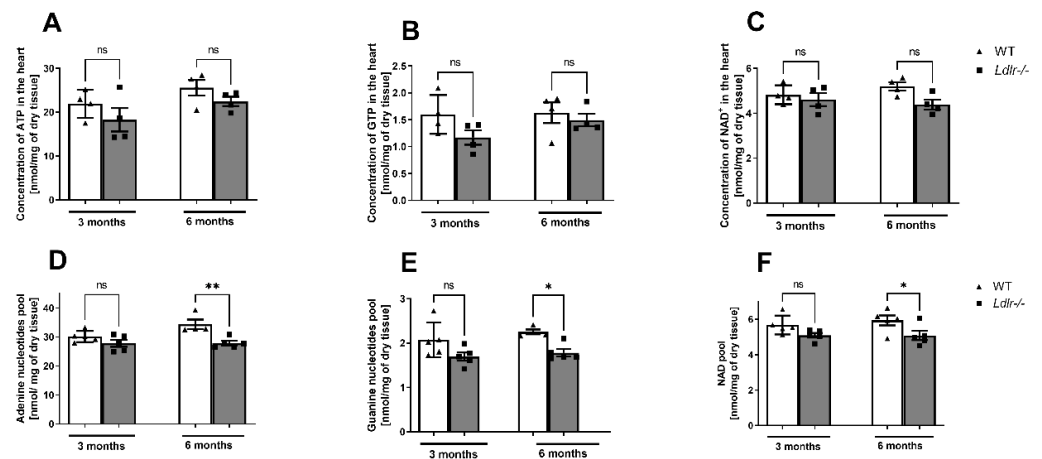 A
Concentration of ATP in the heart
[nmol/mg of dry tissue]
30
20
10
0
ns
ns
3 months
6 months
B
Concentration of GTP in the heart
[nmol/mg of dry tissue]
2.5
2.0
1.5
1.0
0.5
0.0
ns
ns
3 months
6 months
C
Concentration of NAD+ in the heart
[nmol/mg of dry tissue]
6
4
2
0
ns
ns
3 months
6 months
WT
Ldlr-/-
D
Adenine nucleotides pool
[nmol/ mg of dry tissue]
40
30
20
10
0
ns
**
3 months
6 months
E
Guanine nucleotides pool
[nmol/mg of dry tissue]
3
2
1
0
ns
*
3 months
6 months
F
NAD pool
[nmol/mg of dry tissue]
6
4
2
0
ns
*
3 months
6 months
WT
Ldlr-/-